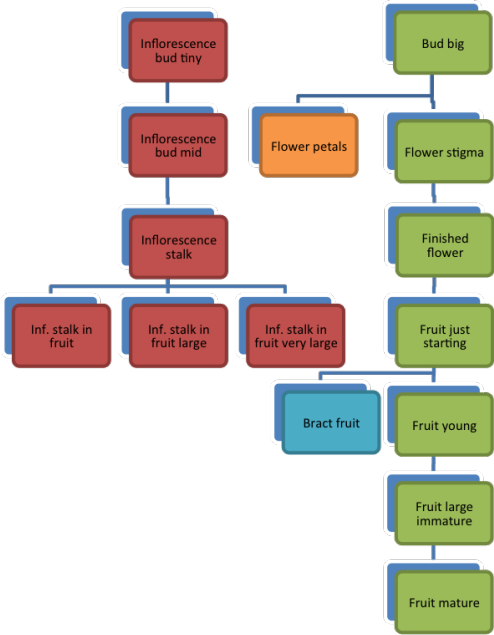 Inflorescence
bud tiny
Bud big
Inflorescence
bud mid
Flower petals
Flower stigma
Inflorescence
stalk
Finished
flower
Inf. stalk in
fruit
Inf. stalk in
fruit large
Inf. stalk in
fruit very large
Fruit just
starting
Bract fruit
Fruit young
Fruit large
immature
Fruit mature